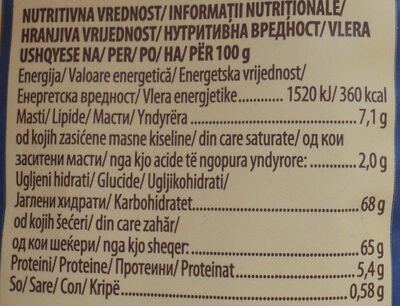 NUTRITIVNA VREDNOST/ INFORMAȚII NUTRIȚIONALE/
HRANJIVA VRIJEDNOST/ НУТРИТИВНА ВРЕДНОСТ/ VLERA
USHQYESE NA/ PER/ PO/ НА/ PËR 100 g
Energija/ Valoare energetică/ Energetska vrijednost/
Енергетска вредност/ Vlera energjetike........... 1520 kJ/ 360 kcal
Masti/ Lipide/ Масти/ Yndyrëra ........................................ 7,1 g
od kojih zasićene masne kiseline/ din care saturate/ од кои
заситени масти/ nga kjo acide të ngopura yndyrore: .......... 2,0 g
Ugljeni hidrati/ Glucide/ Ugljikohidrati/
Јаглени хидрати/ Karbohidratet........................................ 68 g
od kojih šećeri/ din care zahăr/
од кои шеќери/ nga kjo sheqer:........................................ 65 g
Proteini/ Proteine/ Протеини/ Proteinat........................... 5,4 g
So/ Sare/ Сол/ Kripë ........................................ 0,58 g